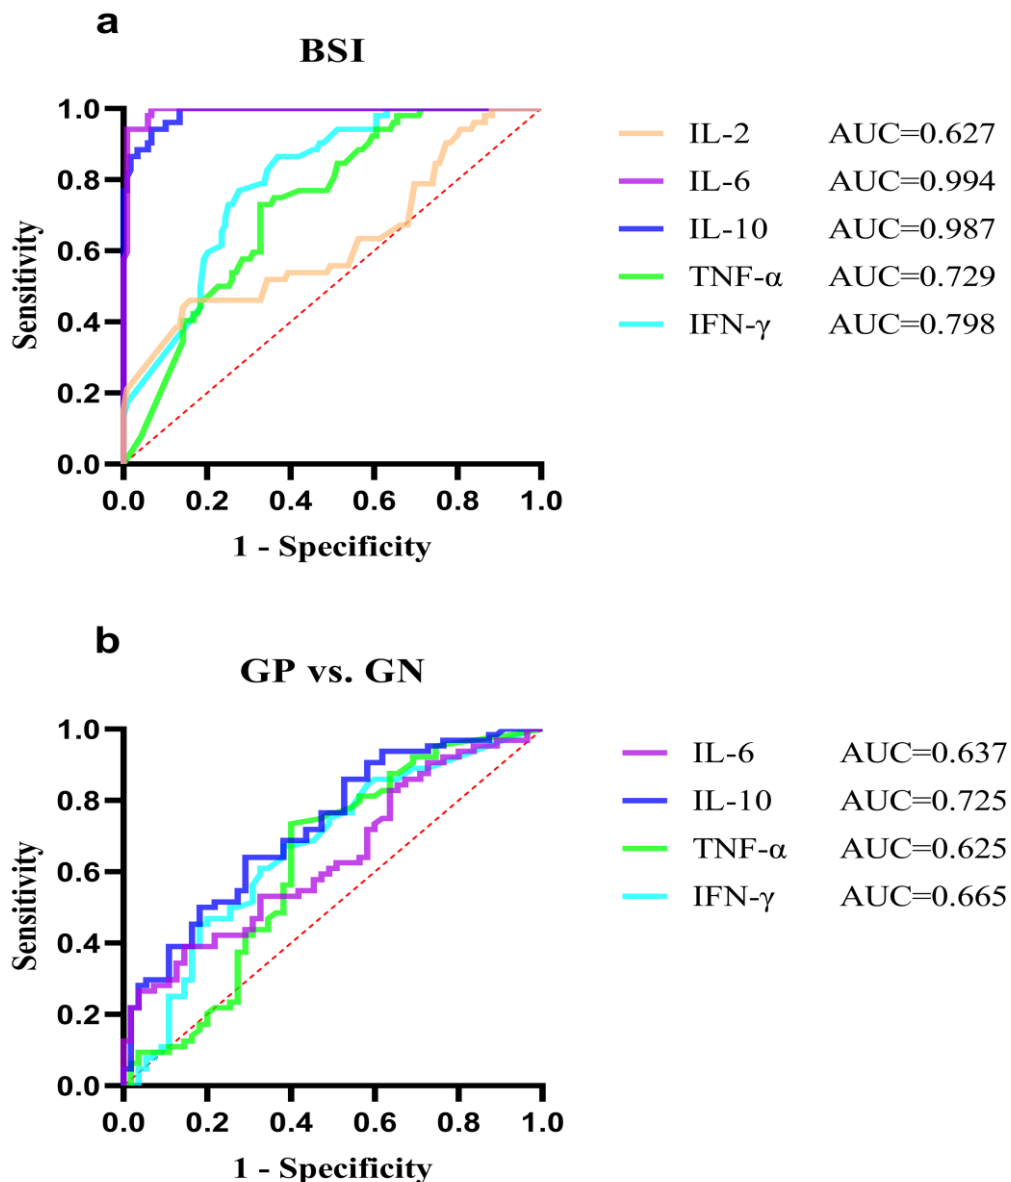 a
BSI
1.0
0.8
0.6
0.4
0.2
0.0
Sensitivity
0.0 0.2 0.4 0.6 0.8 1.0
1 - Specificity
IL-2 AUC=0.627
IL-6 AUC=0.994
IL-10 AUC=0.987
TNF-α AUC=0.729
IFN-γ AUC=0.798
b
GP vs. GN
1.0
0.8
0.6
0.4
0.2
0.0
Sensitivity
0.0 0.2 0.4 0.6 0.8 1.0
1 - Specificity
IL-6 AUC=0.637
IL-10 AUC=0.725
TNF-α AUC=0.625
IFN-γ AUC=0.665